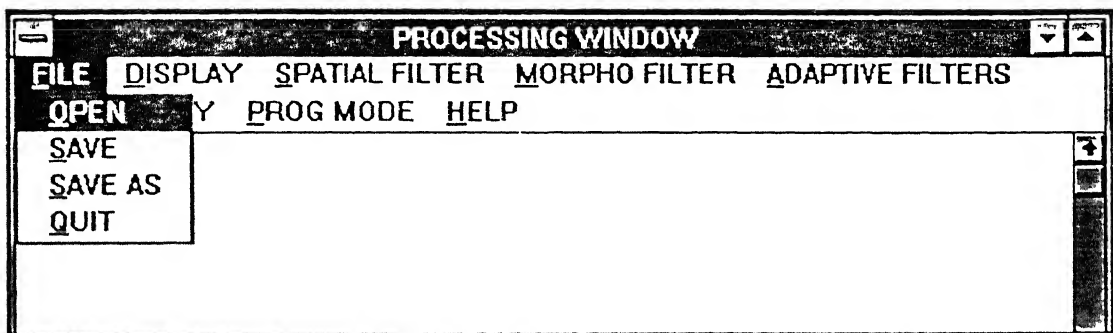 PROCESSING WINDOW
FILE DISPLAY SPATIAL FILTER MORPHO FILTER ADAPTIVE FILTERS
OPEN Y PROG MODE HELP
SAVE
SAVE AS
QUIT